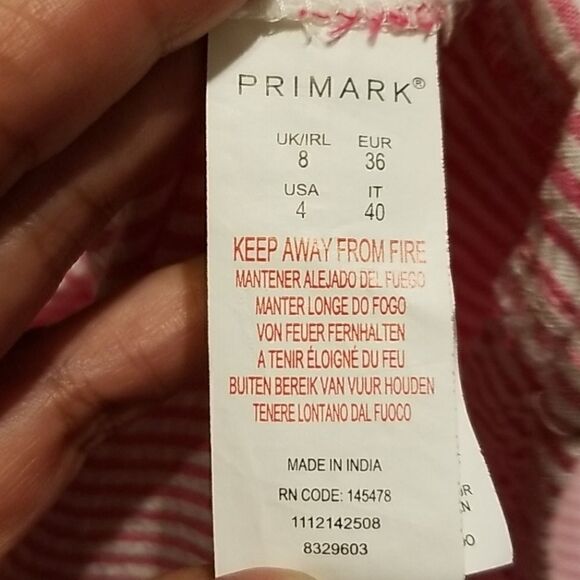 PRIMARK®
UK/IRL EUR
8 36
USA IT
4 40
KEEP AWAY FROM FIRE
MANTENER ALEJADO DEL FUEGO
MANTER LONGE DO FOGO
VON FEUER FERNHALTEN
A TENIR ÉLOIGNÉ DU FEU
BUITEN BEREIK VAN VUUR HOUDEN
TENERE LONTANO DAL FUOCO
MADE IN INDIA
RN CODE: 145478
1112142508
8329603